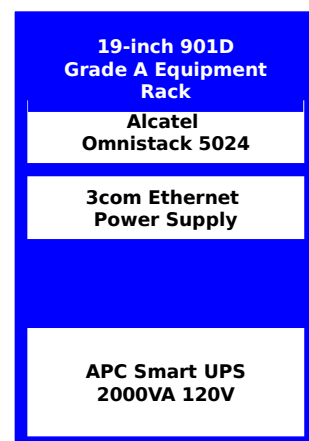 19-inch 901D
Grade A Equipment
Rack
Alcatel
Omnistack 5024
3com Ethernet
Power Supply
APC Smart UPS
2000VA 120V